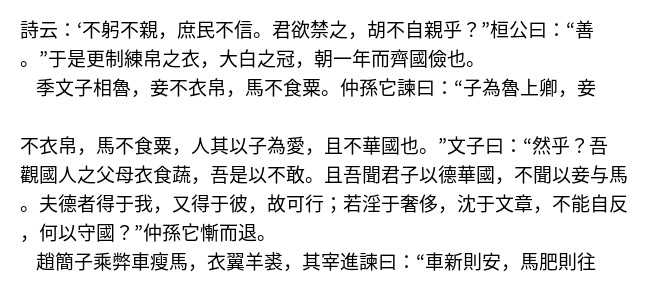 詩云：‘不躬不親，庶民不信。君欲禁之，胡不自親乎？”桓公曰：“善
。”于是更制練帛之衣，大白之冠，朝一年而齊國儉也。
季文子相魯，妾不衣帛，馬不食粟。仲孫它諫曰：“子為魯上卿，妾
不衣帛，馬不食粟，人其以子為愛，且不華國也。”文子曰：“然乎？吾
觀國人之父母衣食蔬，吾是以不敢。且吾聞君子以德華國，不聞以妾与馬
。夫德者得于我，又得于彼，故可行；若淫于奢侈，沈于文章，不能自反
，何以守國？”仲孫它慚而退。
趙簡子乘弊車瘦馬，衣翼羊裘，其宰進諫曰：“車新則安，馬肥則往